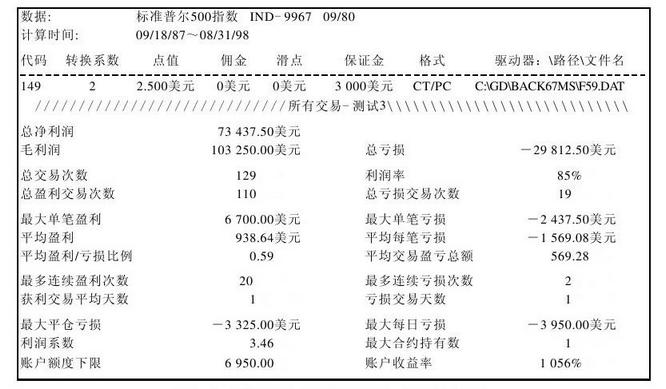 数据: 标准普尔500指数 IND-9967 09/80
计算时间: 09/18/87～08/31/98
代码 转换系数 点值 佣金 滑点 保证金 格式 驱动器：\路径\文件名
149 2 2.500美元 0美元 0美元 3 000美元 CT/PC C:\GD\BACK67MS\F59.DAT
/////////////////////////////所有交易-测试3\\\\\\\\\\\\\\\\\\\\\\\\\\\\
总净利润 73 437.50美元
毛利润 103 250.00美元 总亏损 -29 812.50美元
总交易次数 129 利润率 85%
总盈利交易次数 110 总亏损交易次数 19
最大单笔盈利 6 700.00美元 最大单笔亏损 -2 437.50美元
平均盈利 938.64美元 平均每笔亏损 -1 569.08美元
平均盈利/亏损比例 0.59 平均交易盈亏总额 569.28
最多连续盈利次数 20 最多连续亏损次数 2
获利交易平均天数 1 亏损交易天数 1
最大平仓亏损 -3 325.00美元 最大每日亏损 -3 950.00美元
利润系数 3.46 最大合约持有数 1
账户额度下限 6 950.00 账户收益率 1 056%